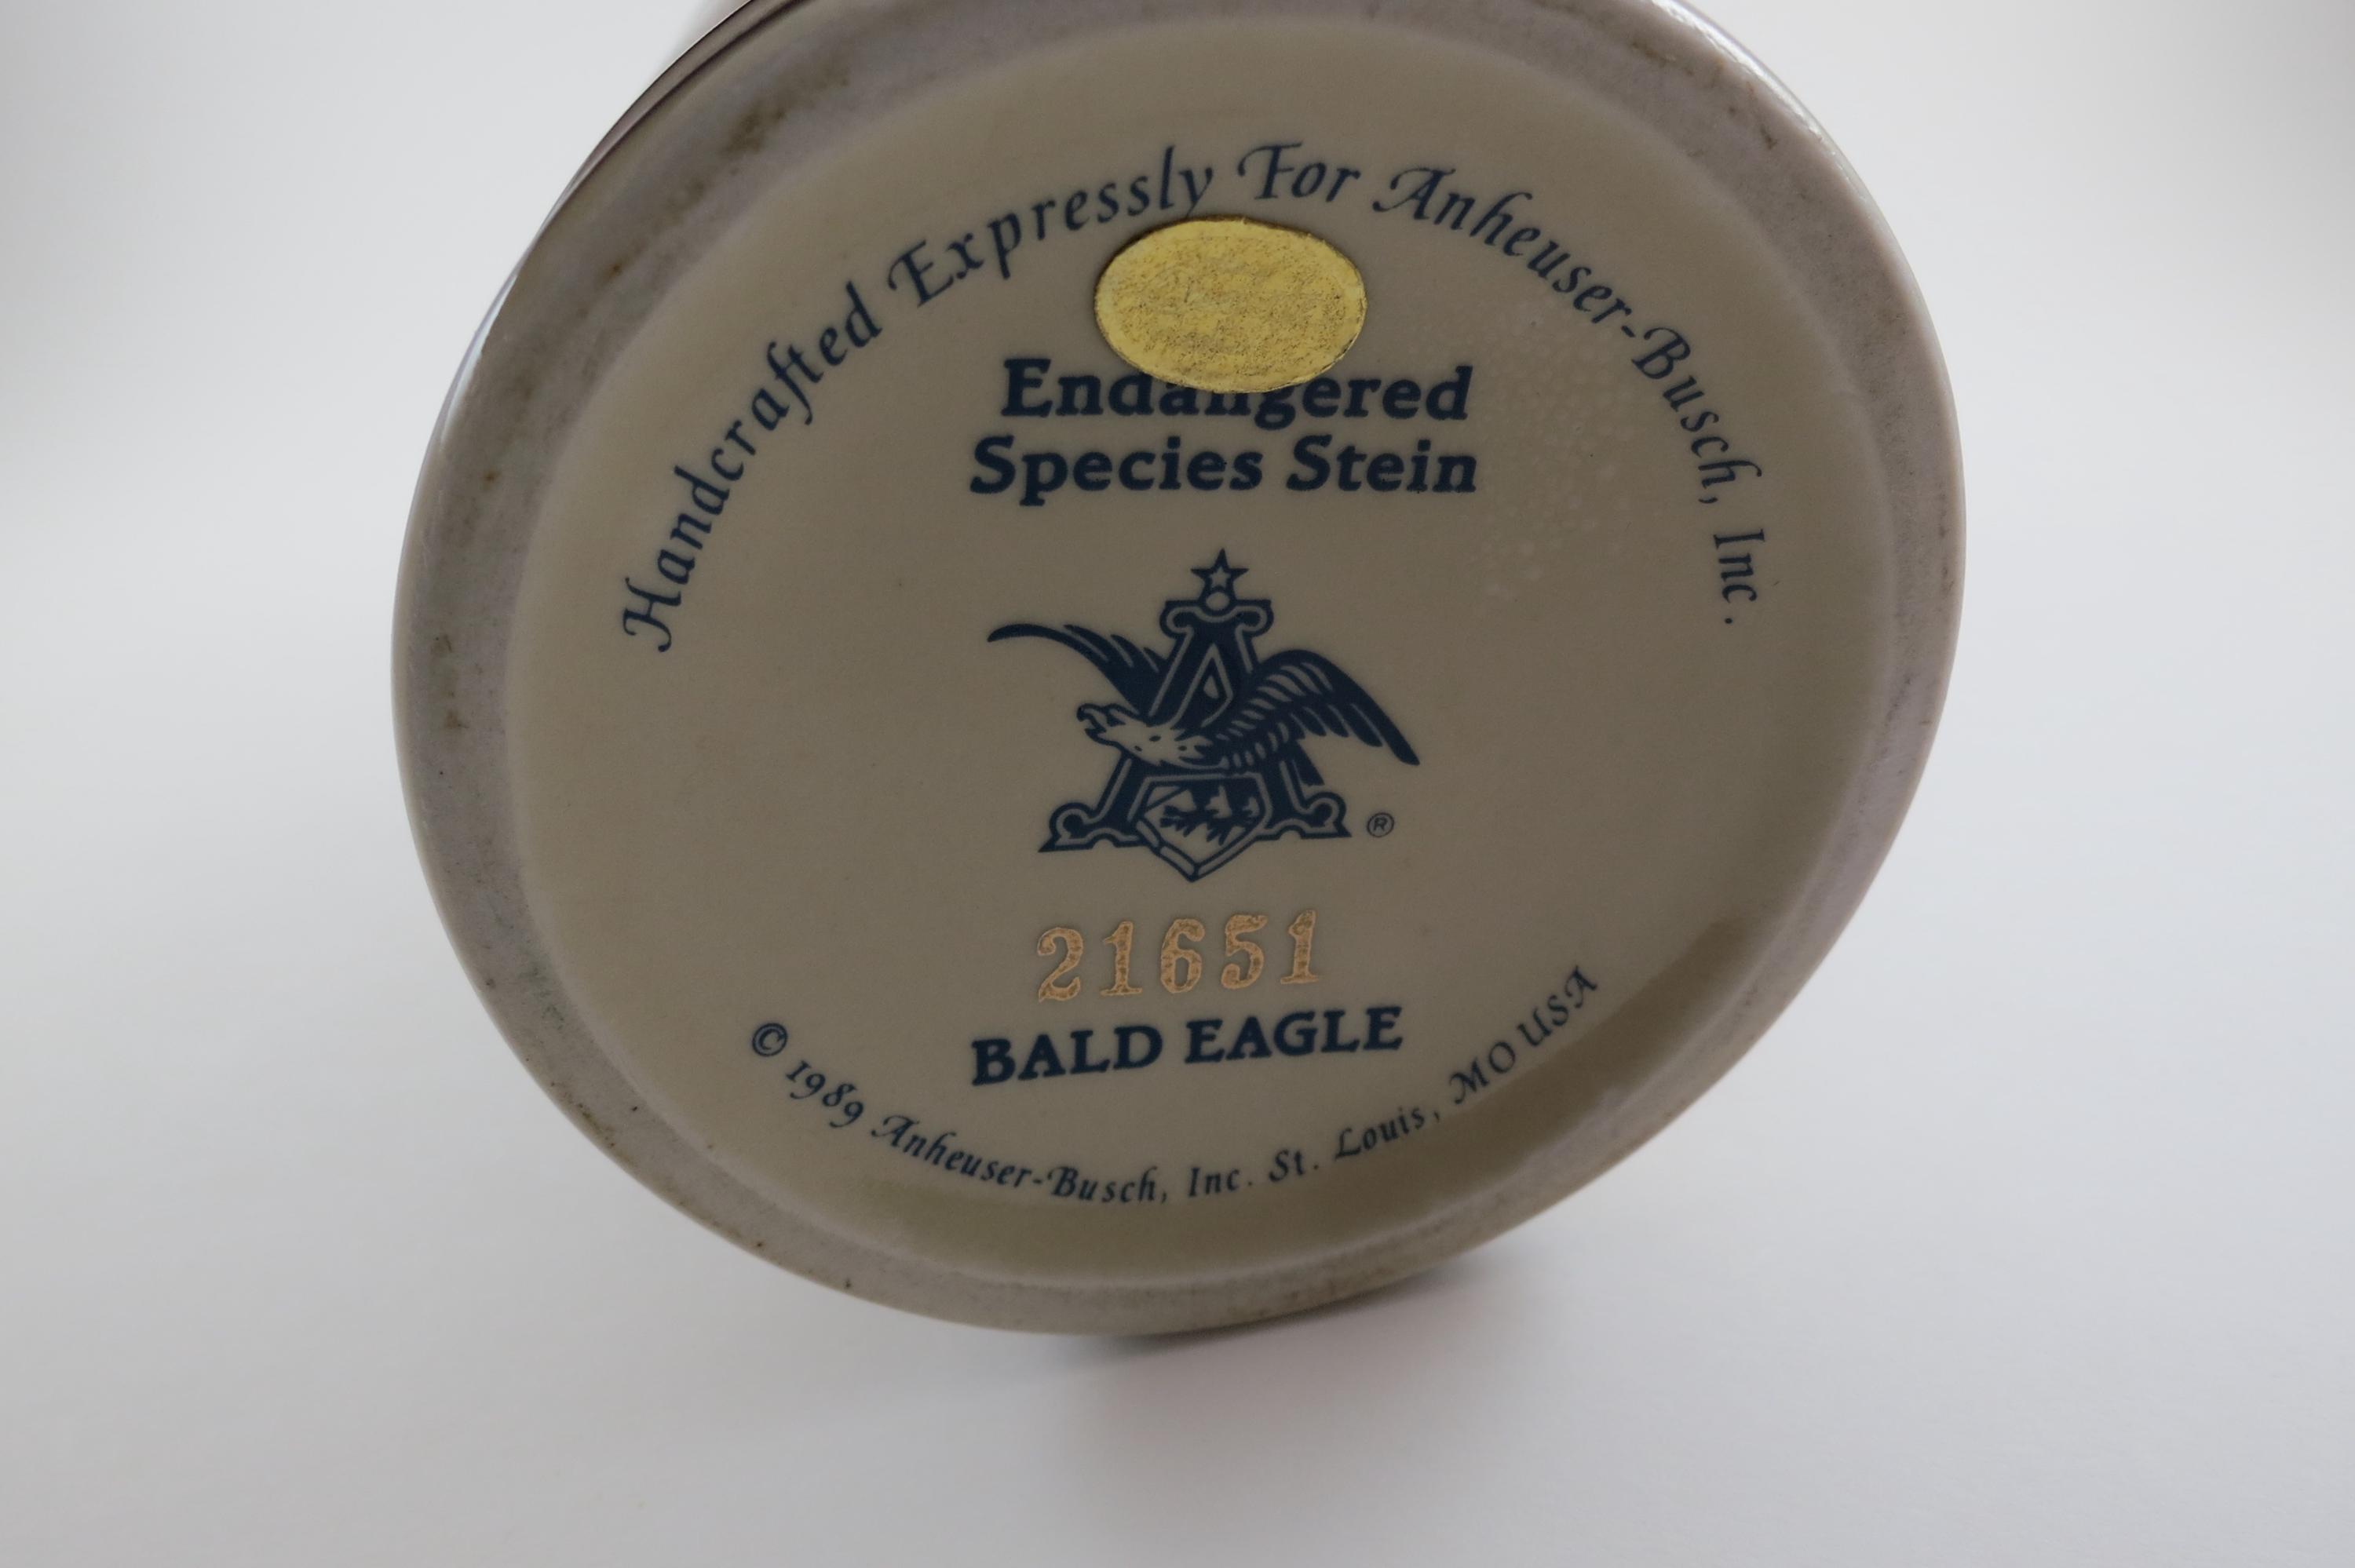 Handcrafted Expressly For Anheuser-Busch, Inc.
Endangered
Species Stein
A
®
21651
BALD EAGLE
© 1989 Anheuser-Busch, Inc. St. Louis, MO USA